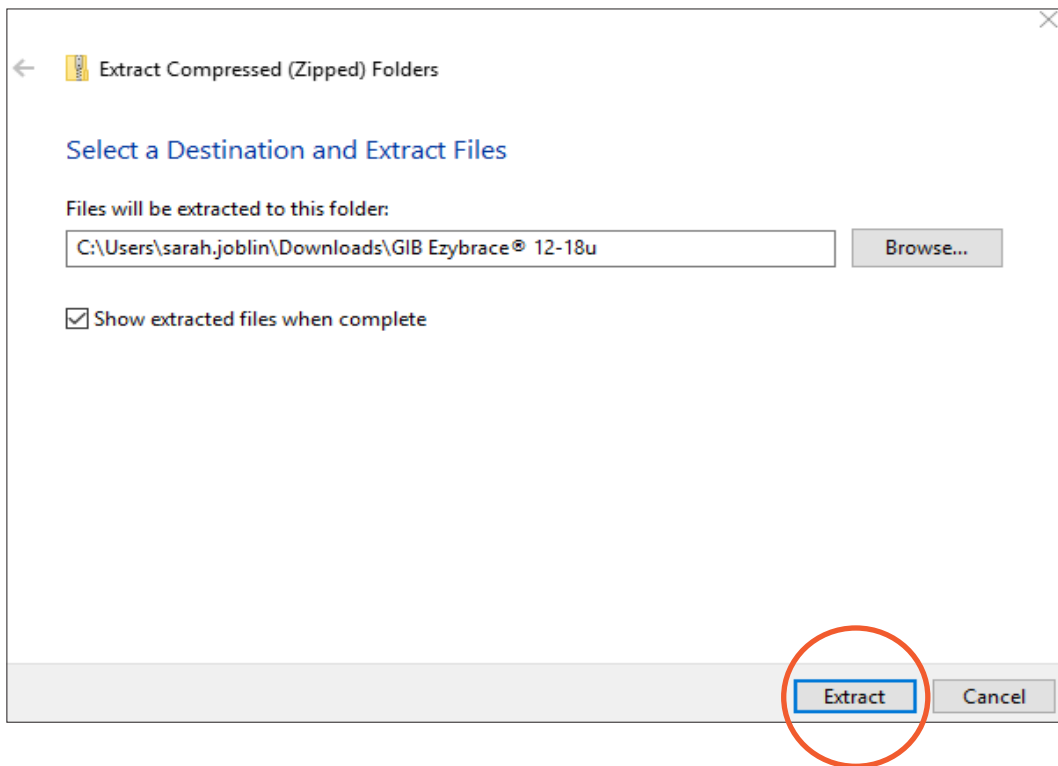 Extract Compressed (Zipped) Folders
Select a Destination and Extract Files
Files will be extracted to this folder:
C:\Users\sarah.joblin\Downloads\GIB Ezybrace® 12-18u
Browse...
Show extracted files when complete
Extract
Cancel